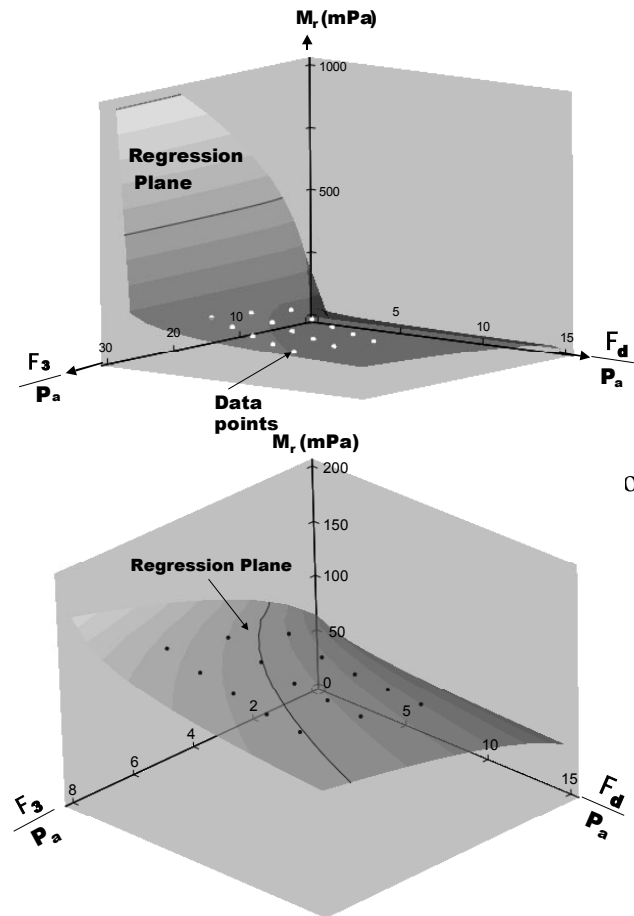 Mr (mPa)
1000
Regression
Plane
500
5
10
15
10
20
30
F3
Pa
Fd
Pa
Data
points
Mr (mPa)
200
150
100
50
0
Regression Plane
2
4
6
8
5
10
15
F3
Pa
Fd
Pa